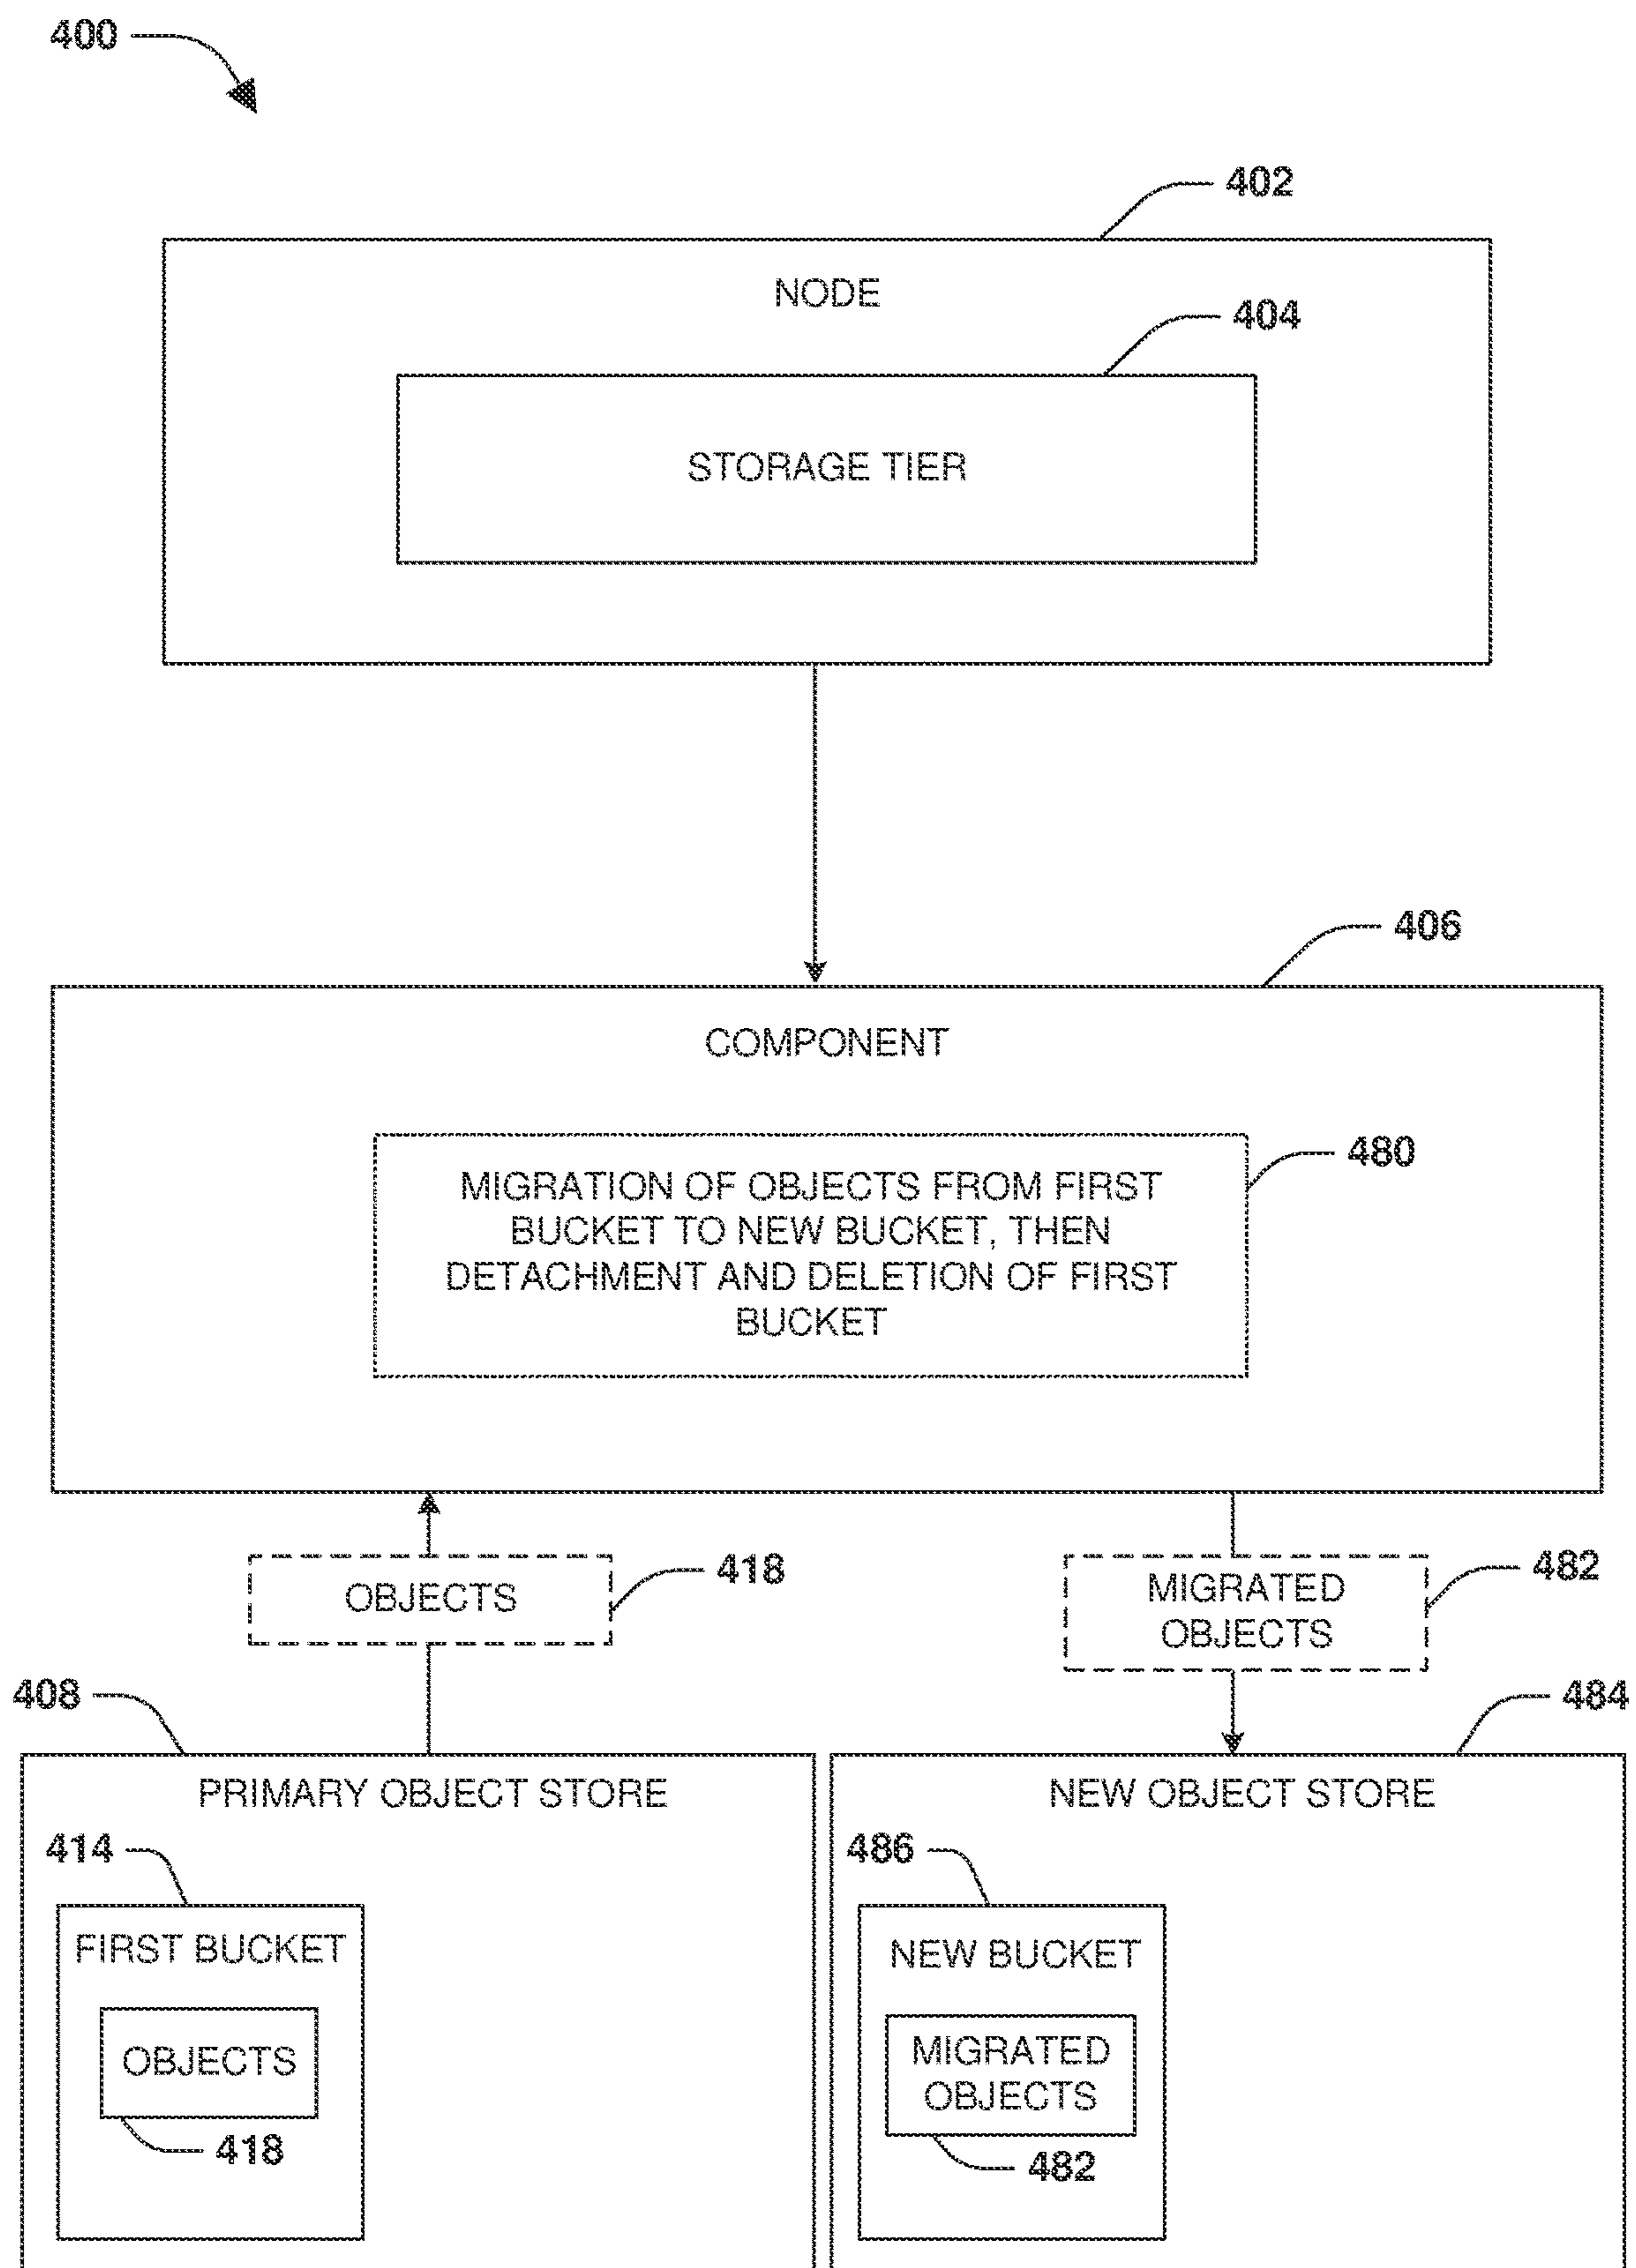 400
402
NODE
404
STORAGE TIER
406
COMPONENT
480
MIGRATION OF OBJECTS FROM FIRST
BUCKET TO NEW BUCKET, THEN
DETACHMENT AND DELETION OF FIRST
BUCKET
OBJECTS
418
MIGRATED
OBJECTS
482
408
484
PRIMARY OBJECT STORE
NEW OBJECT STORE
414
486
FIRST BUCKET
NEW BUCKET
OBJECTS
MIGRATED
OBJECTS
418
482